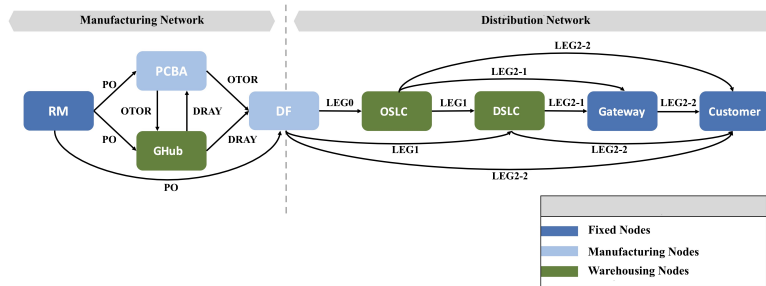 Manufacturing Network
Distribution Network
LEG2-2
LEG2-1
PCBA
PO
OTOR
RM
OTOR
DRAY
DF
LEG0
OSLC
LEG1
DSLC
LEG2-1
Gateway
LEG2-2
Customer
PO
GHub
DRAY
LEG1
LEG2-2
PO
LEG2-2
Fixed Nodes
Manufacturing Nodes
Warehousing Nodes